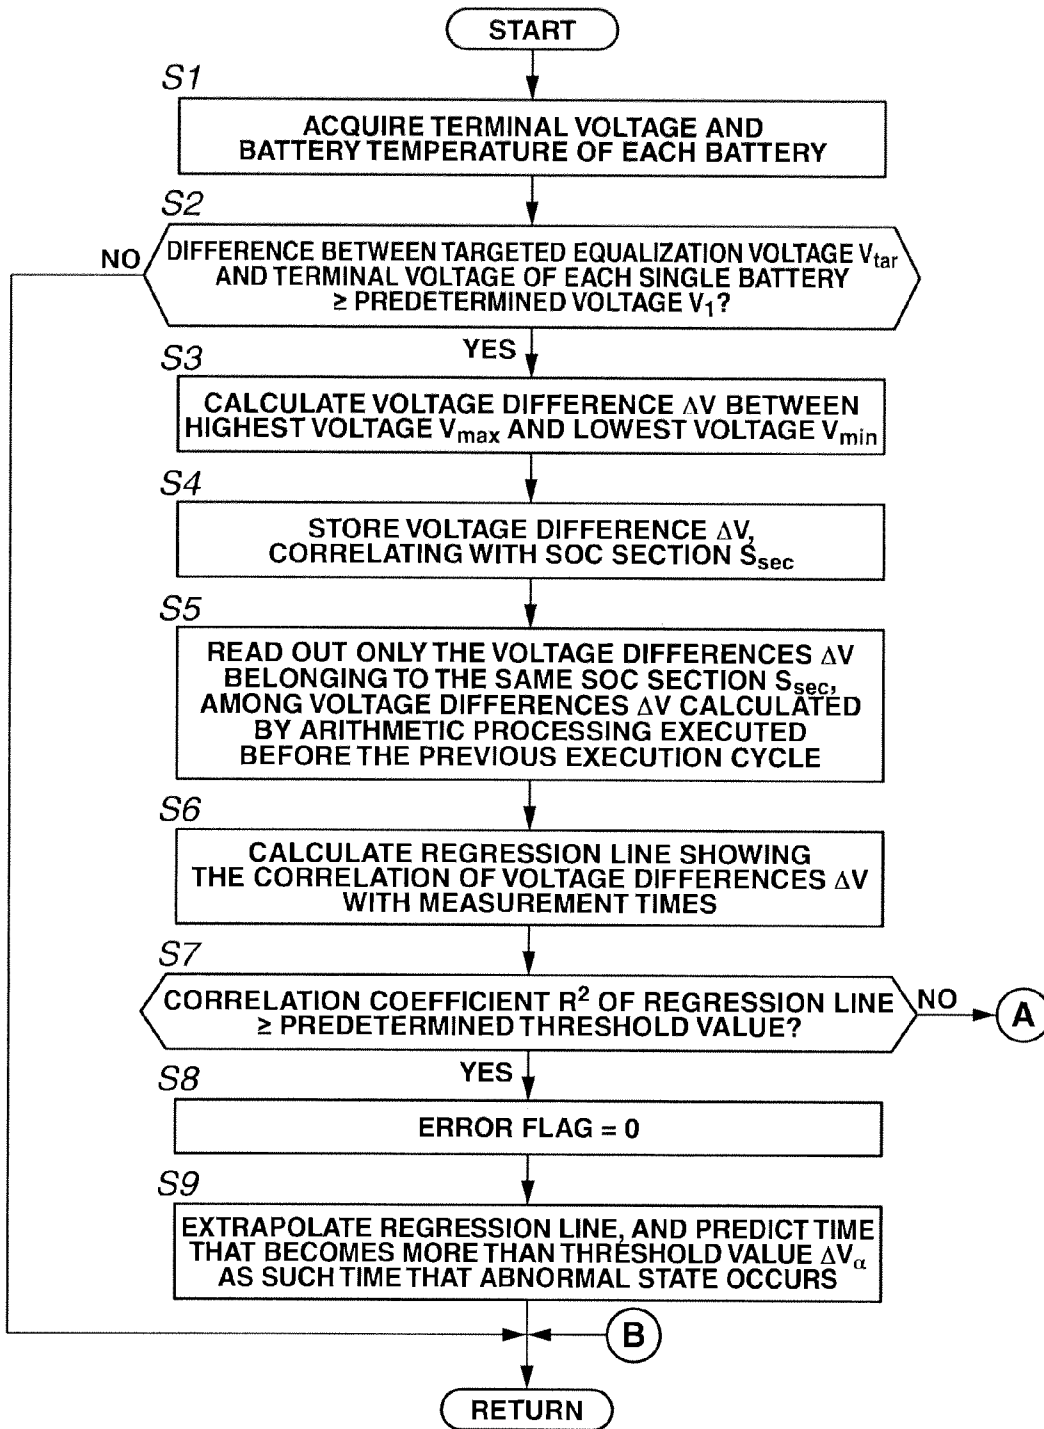 START
S1
ACQUIRE TERMINAL VOLTAGE AND
BATTERY TEMPERATURE OF EACH BATTERY
S2
NO
DIFFERENCE BETWEEN TARGETED EQUALIZATION VOLTAGE Vtar
AND TERMINAL VOLTAGE OF EACH SINGLE BATTERY
≥ PREDETERMINED VOLTAGE V1?
YES
S3
CALCULATE VOLTAGE DIFFERENCE ΔV BETWEEN
HIGHEST VOLTAGE Vmax AND LOWEST VOLTAGE Vmin
S4
STORE VOLTAGE DIFFERENCE ΔV,
CORRELATING WITH SOC SECTION Ssec
S5
READ OUT ONLY THE VOLTAGE DIFFERENCES ΔV
BELONGING TO THE SAME SOC SECTION Ssec,
AMONG VOLTAGE DIFFERENCES ΔV CALCULATED
BY ARITHMETIC PROCESSING EXECUTED
BEFORE THE PREVIOUS EXECUTION CYCLE
S6
CALCULATE REGRESSION LINE SHOWING
THE CORRELATION OF VOLTAGE DIFFERENCES ΔV
WITH MEASUREMENT TIMES
S7
CORRELATION COEFFICIENT R² OF REGRESSION LINE
≥ PREDETERMINED THRESHOLD VALUE?
NO
A
YES
S8
ERROR FLAG = 0
S9
EXTRAPOLATE REGRESSION LINE, AND PREDICT TIME
THAT BECOMES MORE THAN THRESHOLD VALUE ΔVα
AS SUCH TIME THAT ABNORMAL STATE OCCURS
B
RETURN